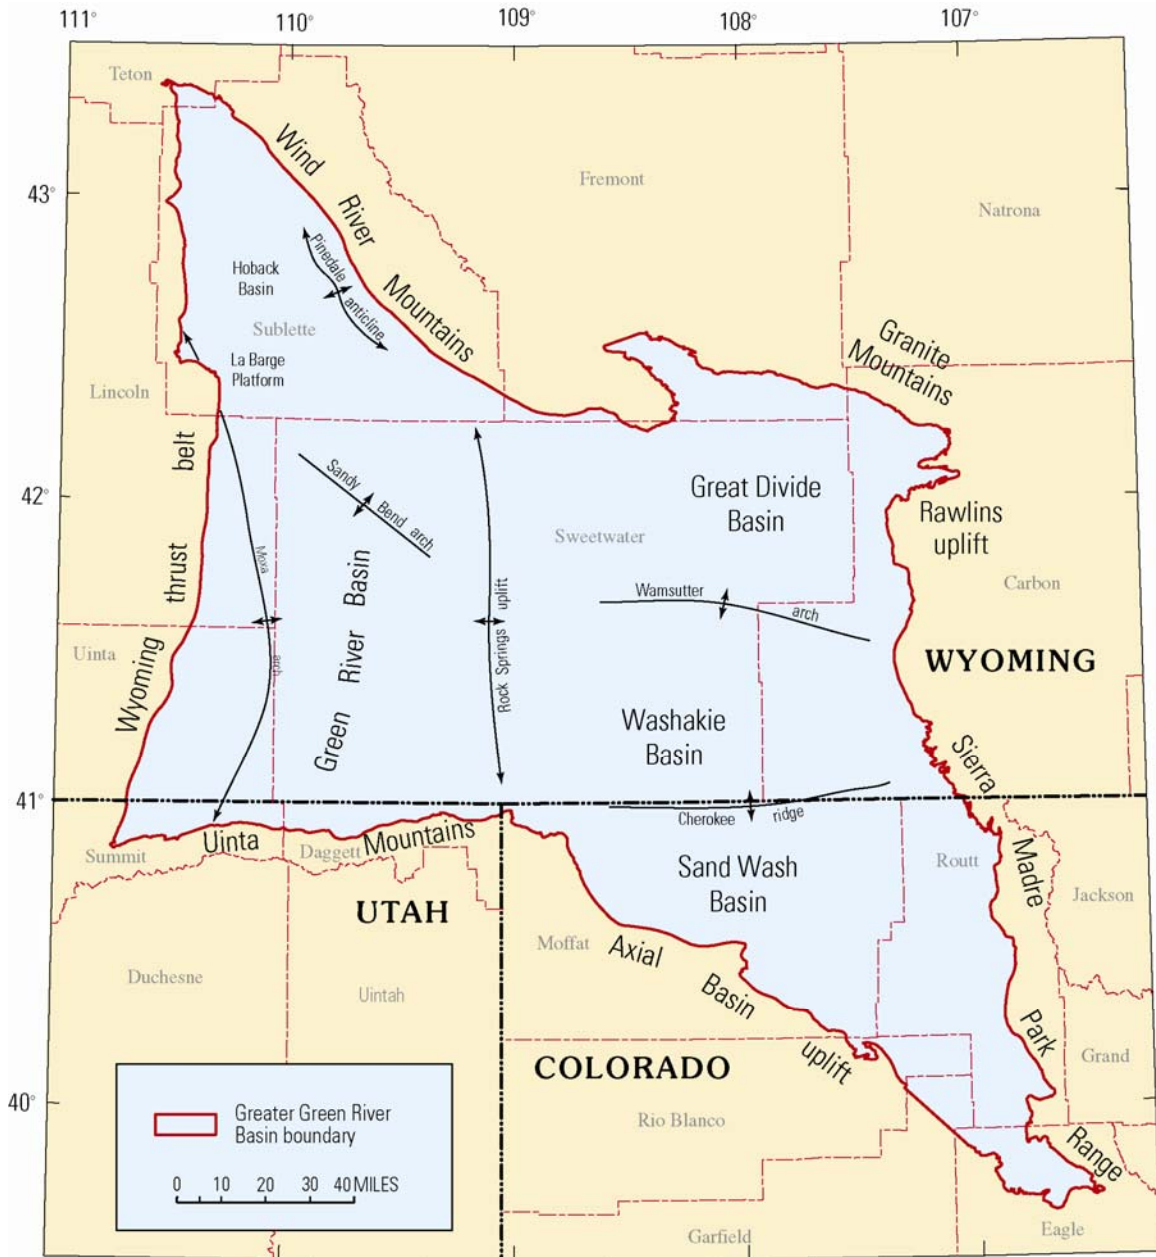 111°
110°
109°
108°
107°
Teton
Wind
River
Mountains
Fremont
Natrona
43°
Pinedale
anticline
Hoback
Basin
Sublette
La Barge
Platform
Granite
Mountains
Lincoln
Wyoming thrust belt
42°
Sandy
Bend arch
Great Divide
Basin
Sweetwater
Rawlins
uplift
Carbon
Moxa
arch
Green River Basin
Rock Springs uplift
Wamsutter
arch
Uinta
WYOMING
Washakie
Basin
41°
Cherokee
ridge
Sierra
Madre
Uinta
Mountains
Summit
Daggett
Sand Wash
Basin
Routt
Jackson
UTAH
Moffat
Axial
Basin
uplift
Duchesne
Uintah
Park
Range
COLORADO
Grand
40°
Rio Blanco
Greater Green River
Basin boundary
0 10 20 30 40 MILES
Garfield
Eagle